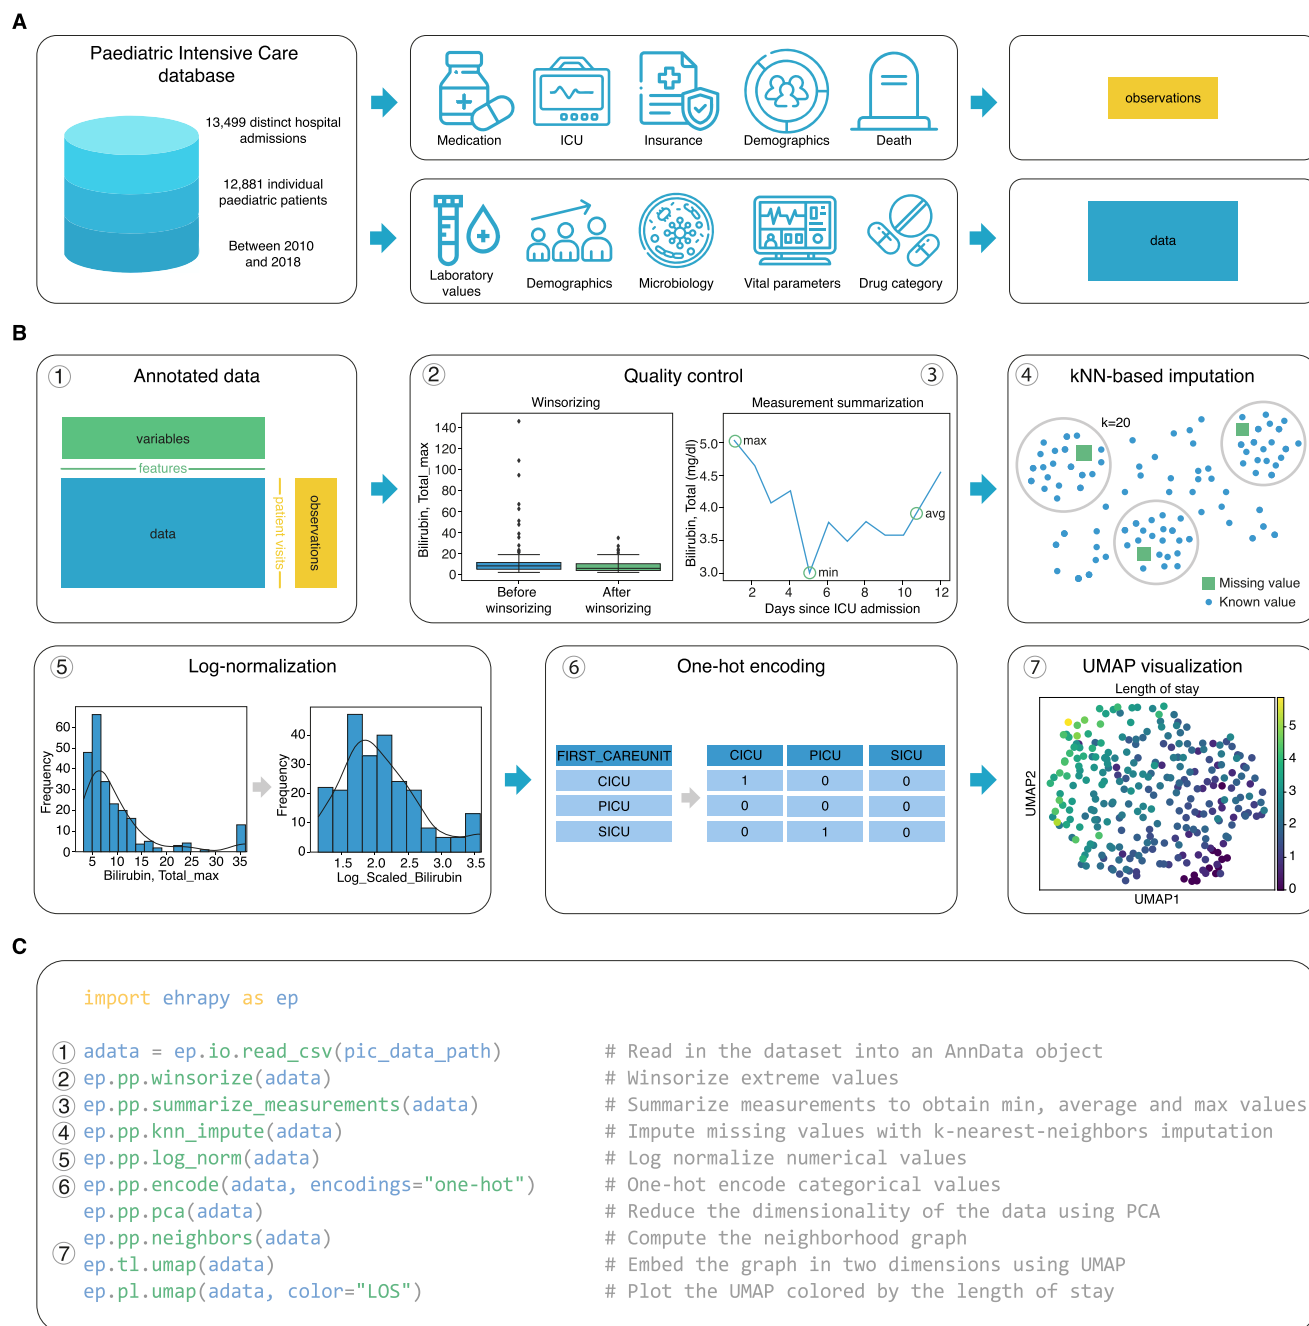 A
Paediatric Intensive Care
database
13,499 distinct hospital
admissions
12,881 individual
paediatric patients
Between 2010
and 2018
Medication
ICU
Insurance
Demographics
Death
observations
Laboratory
values
Demographics
Microbiology
Vital parameters
Drug category
data
B
1
Annotated data
variables
features
data
patient visits
observations
2
Quality control
3
Winsorizing
Bilirubin, Total_max
140
120
100
80
60
40
20
0
Before
winsorizing
After
winsorizing
Measurement summarization
Bilirubin, Total (mg/dl)
5.0
4.5
4.0
3.5
3.0
max
min
avg
2 4 6 8 10 12
Days since ICU admission
4
kNN-based imputation
k=20
Missing value
Known value
5
Log-normalization
Frequency
60
50
40
30
20
10
0
5 10 15 20 25 30 35
Bilirubin, Total_max
Frequency
40
30
20
10
0
1.5 2.0 2.5 3.0 3.5
Log_Scaled_Bilirubin
6
One-hot encoding
FIRST_CAREUNIT
CICU
PICU
SICU
CICU PICU SICU
1 0 0
0 0 0
0 1 0
7
UMAP visualization
Length of stay
UMAP2
UMAP1
5
4
3
2
1
0
C
import ehrapy as ep
1 adata = ep.io.read_csv(pic_data_path) # Read in the dataset into an AnnData object
2 ep.pp.winsorize(adata) # Winsorize extreme values
3 ep.pp.summarize_measurements(adata) # Summarize measurements to obtain min, average and max values
4 ep.pp.knn_impute(adata) # Impute missing values with k-nearest-neighbors imputation
5 ep.pp.log_norm(adata) # Log normalize numerical values
6 ep.pp.encode(adata, encodings="one-hot") # One-hot encode categorical values
ep.pp.pca(adata) # Reduce the dimensionality of the data using PCA
7 ep.pp.neighbors(adata) # Compute the neighborhood graph
ep.tl.umap(adata) # Embed the graph in two dimensions using UMAP
ep.pl.umap(adata, color="LOS") # Plot the UMAP colored by the length of stay